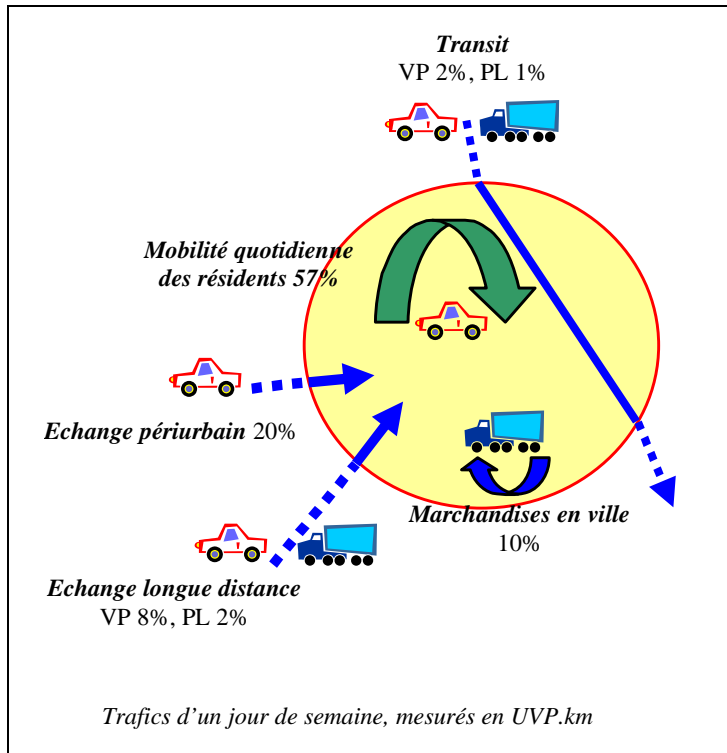 Transit
VP 2%, PL 1%
Mobilité quotidienne
des résidents 57%
Echange périurbain 20%
Marchandises en ville
10%
Echange longue distance
VP 8%, PL 2%
Trafics d'un jour de semaine, mesurés en UVP.km